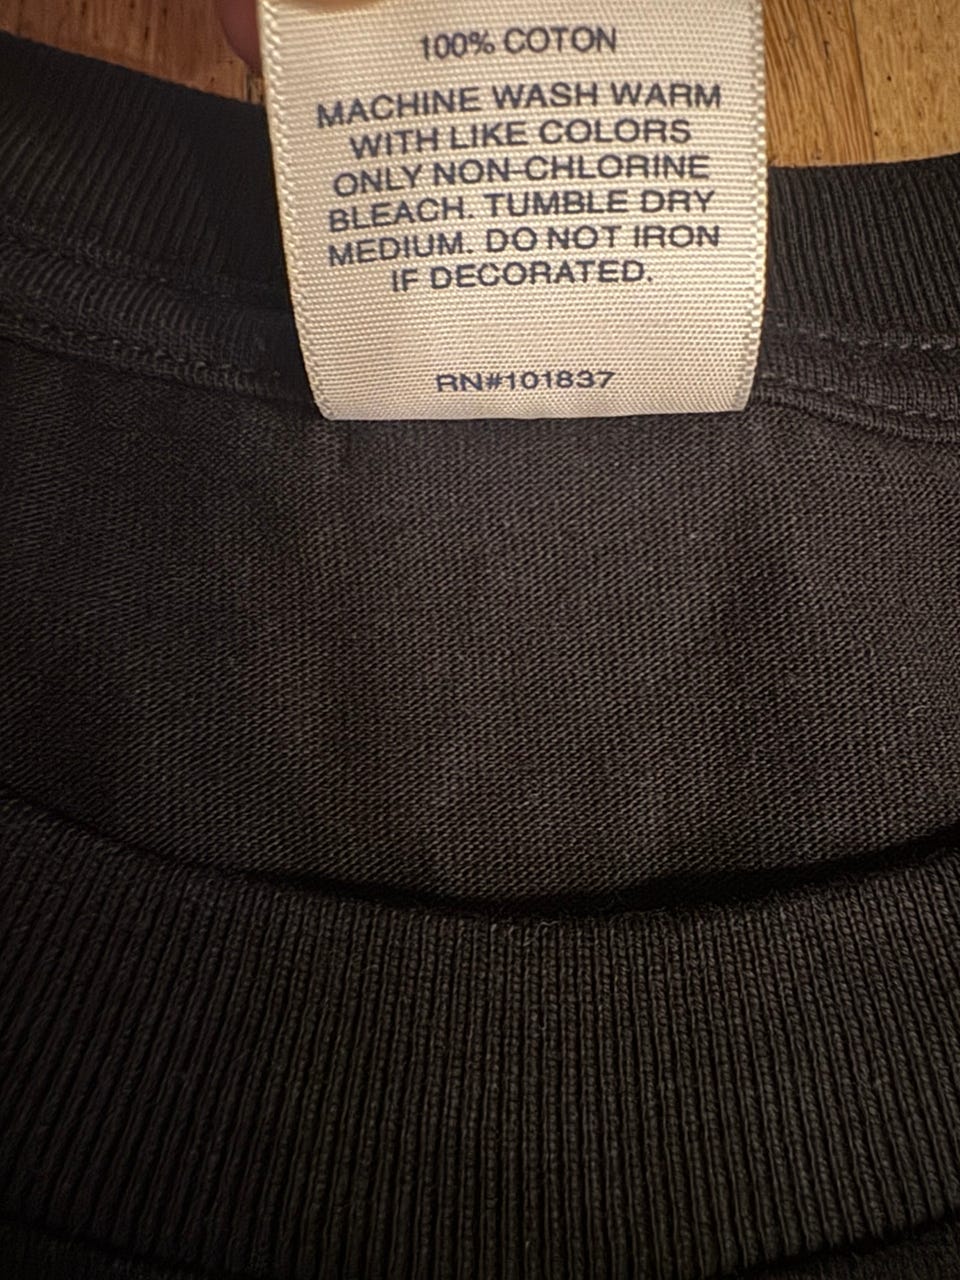 100% COTON
MACHINE WASH WARM
WITH LIKE COLORS
ONLY NON-CHLORINE
BLEACH. TUMBLE DRY
MEDIUM. DO NOT IRON
IF DECORATED.
RN#101837